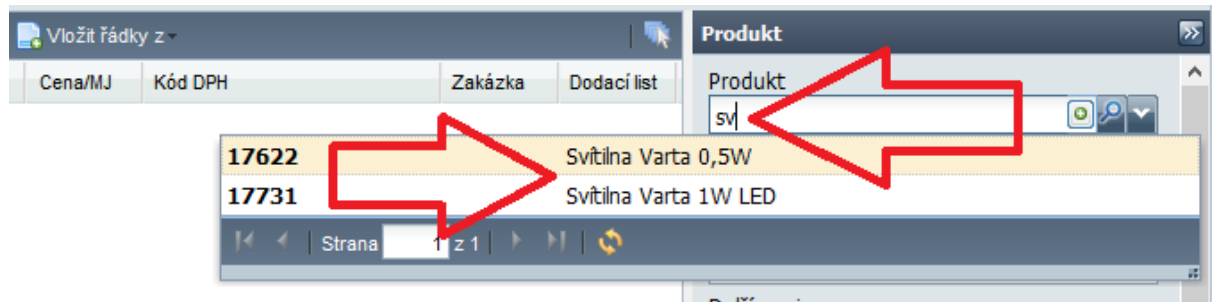 Vložit řádky z
Produkt
Cena/MJ Kód DPH Zakázka Dodací list
Produkt
sv
17622 Svítilna Varta 0,5W
17731 Svítilna Varta 1W LED
Strana 1 z 1